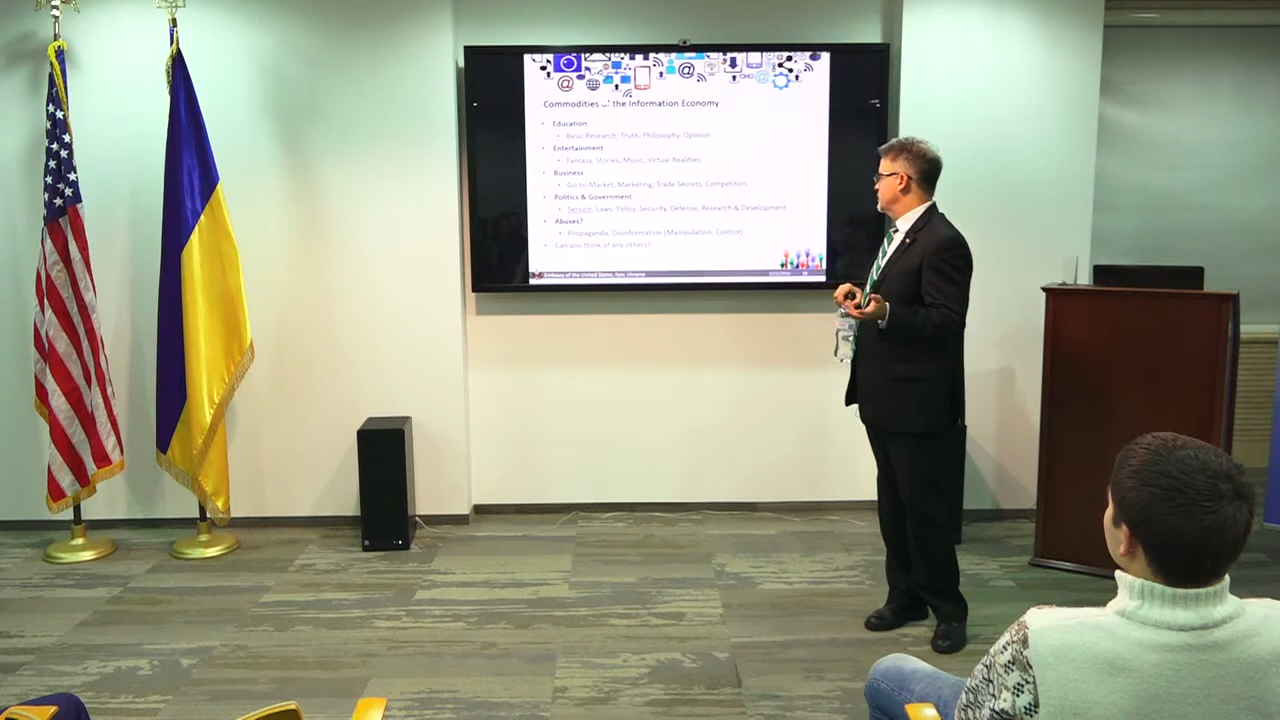 Commodities of the Information Economy
• Education
• Basic Research, Truth, Philosophy, Opinion
• Entertainment
• Fantasy, Stories, Music, Virtual Realities
• Business
• Go-to-Market, Marketing, Trade Secrets, Competitors
• Politics & Government
• Service, Laws, Policy, Security, Defense, Research & Development
• Abuses?
• Propaganda, Disinformation (Manipulation, Control)
• Can you think of any others?
Embassy of the United States, Kyiv, Ukraine